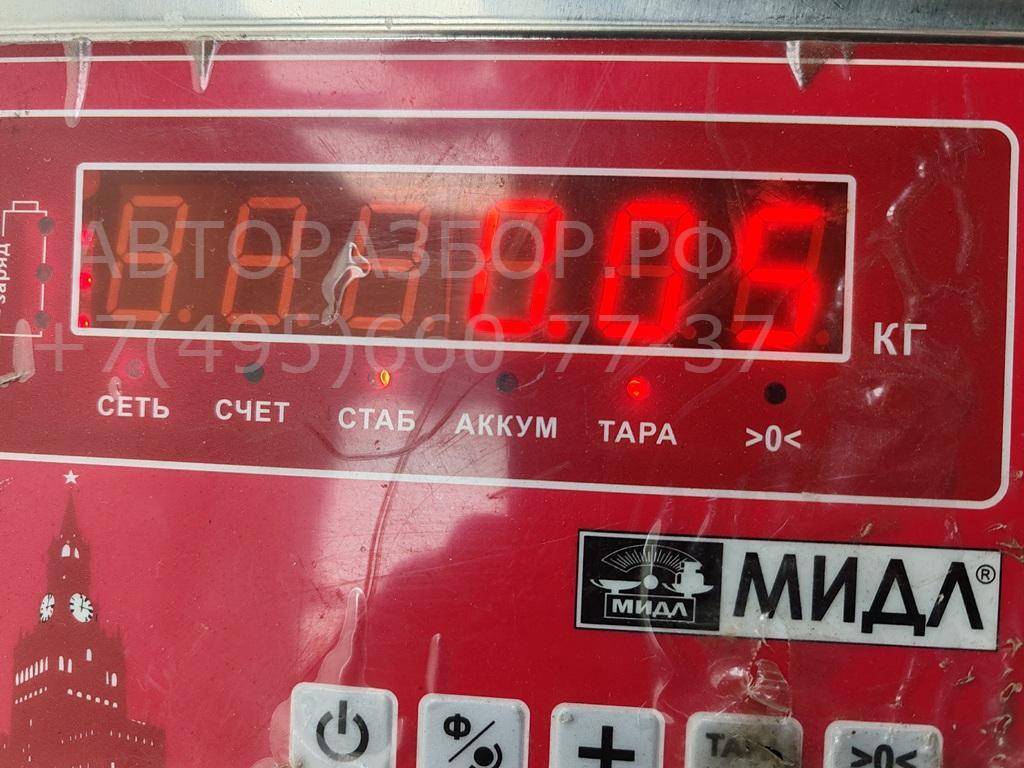 АВТОРАЗБОР.РФ
+7(495)660-77-37
0.05
КГ
заряд
СЕТЬ СЧЕТ СТАБ АККУМ ТАРА >0<
МИДЛ МИДЛ®
Ф + >0<